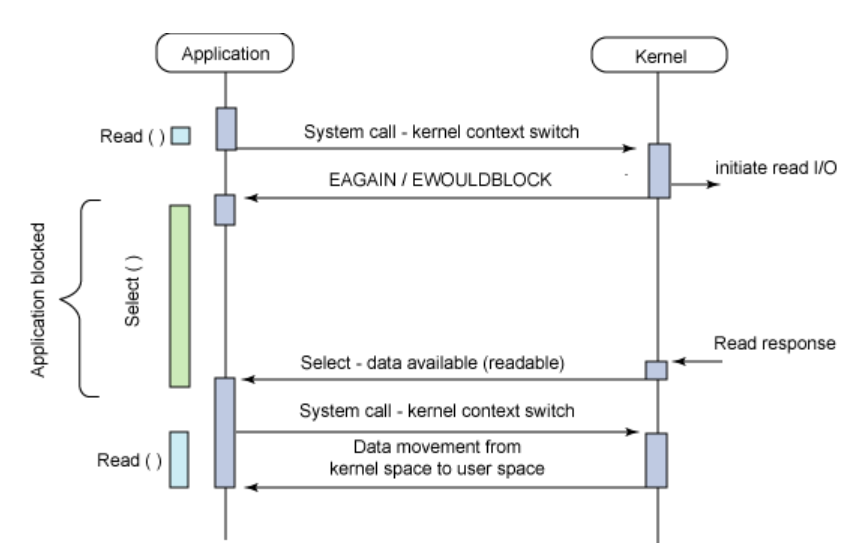 Application
Kernel
Read ( )
System call - kernel context switch
initiate read I/O
EAGAIN / EWOULDBLOCK
Application blocked
Select ( )
Read response
Select - data available (readable)
System call - kernel context switch
Read ( )
Data movement from
kernel space to user space